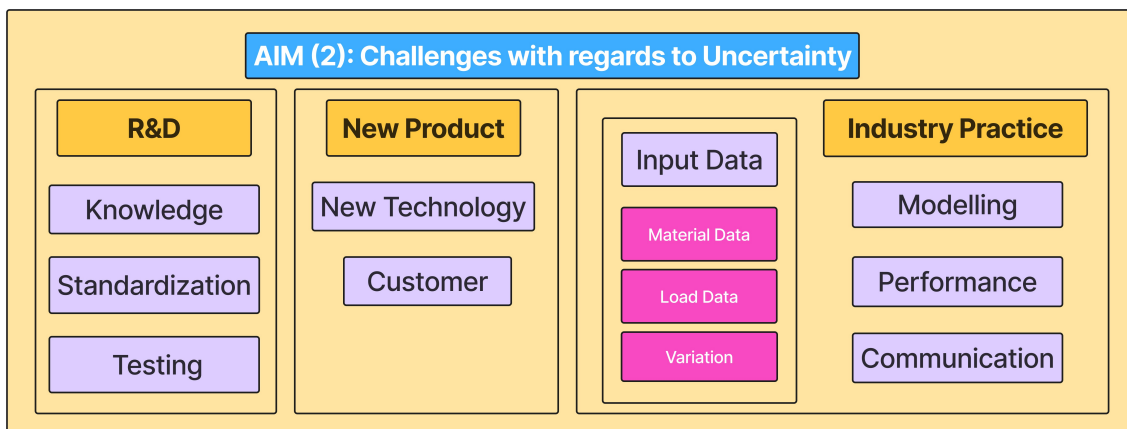 AIM (2): Challenges with regards to Uncertainty
R&D
Knowledge
Standardization
Testing
New Product
New Technology
Customer
Industry Practice
Input Data
Material Data
Load Data
Variation
Modelling
Performance
Communication